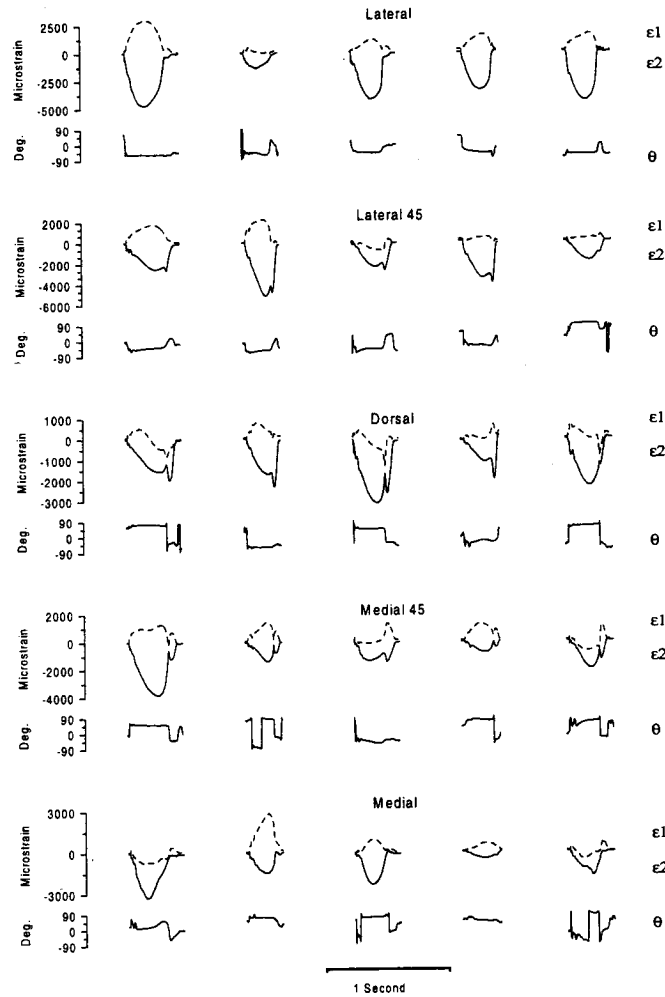 Lateral
2500
0
-2500
-5000
Microstrain
ε1
ε2
90
0
-90
Deg.
θ
Lateral 45
2000
0
-2000
-4000
-6000
Microstrain
ε1
ε2
90
0
-90
Deg.
θ
Dorsal
1000
0
-1000
-2000
-3000
Microstrain
ε1
ε2
90
0
-90
Deg.
θ
Medial 45
2000
0
-2000
-4000
Microstrain
ε1
ε2
90
0
-90
Deg.
θ
Medial
3000
0
-3000
Microstrain
ε1
ε2
90
0
-90
Deg.
θ
1 Second